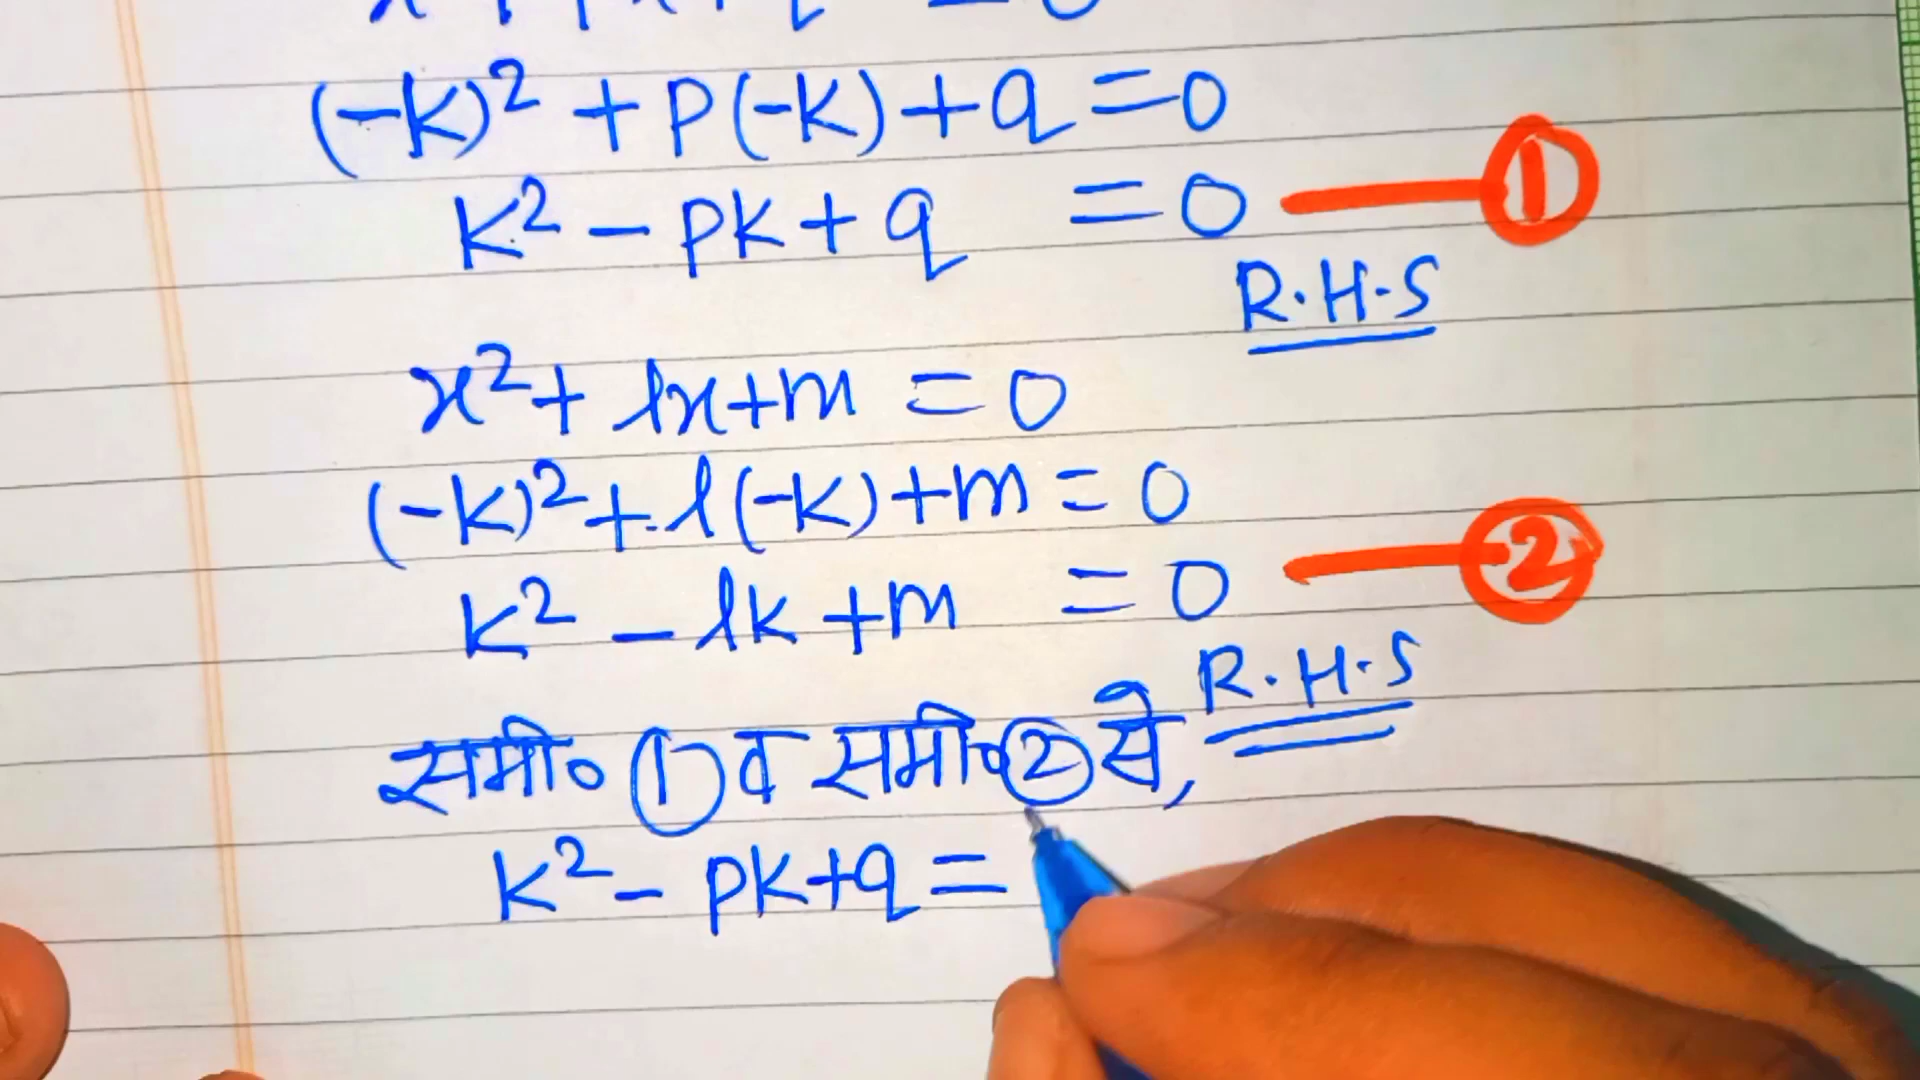 (-k)² + p(-k) + q = 0
k² - pk + q = 0 — 1
R.H.S
x² + lx + m = 0
(-k)² + l(-k) + m = 0
k² - lk + m = 0 — 2
R.H.S
समी० 1 व समी० 2 से,
k² - pk + q =